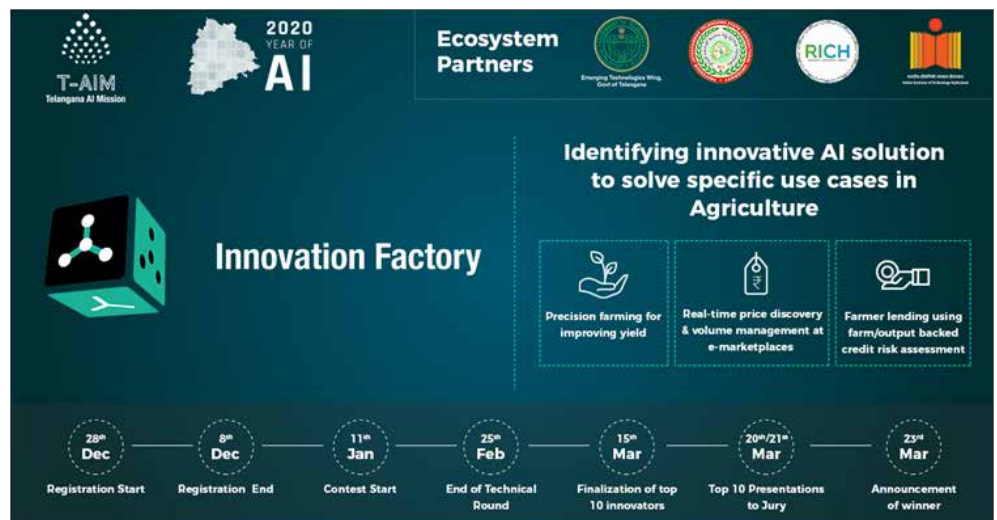 T-AIM
Telangana AI Mission
2020
YEAR OF
AI
Ecosystem
Partners
Emerging Technologies Wing,
Govt of Telangana
RICH
Identifying innovative AI solution
to solve specific use cases in
Agriculture
Innovation Factory
Precision farming for
improving yield
Real-time price discovery
& volume management at
e-marketplaces
Farmer lending using
farm/output backed
credit risk assessment
28th
Dec
Registration Start
8th
Dec
Registration End
11th
Jan
Contest Start
25th
Feb
End of Technical
Round
15th
Mar
Finalization of top
10 innovators
20th/21st
Mar
Top 10 Presentations
to Jury
23rd
Mar
Announcement
of winner